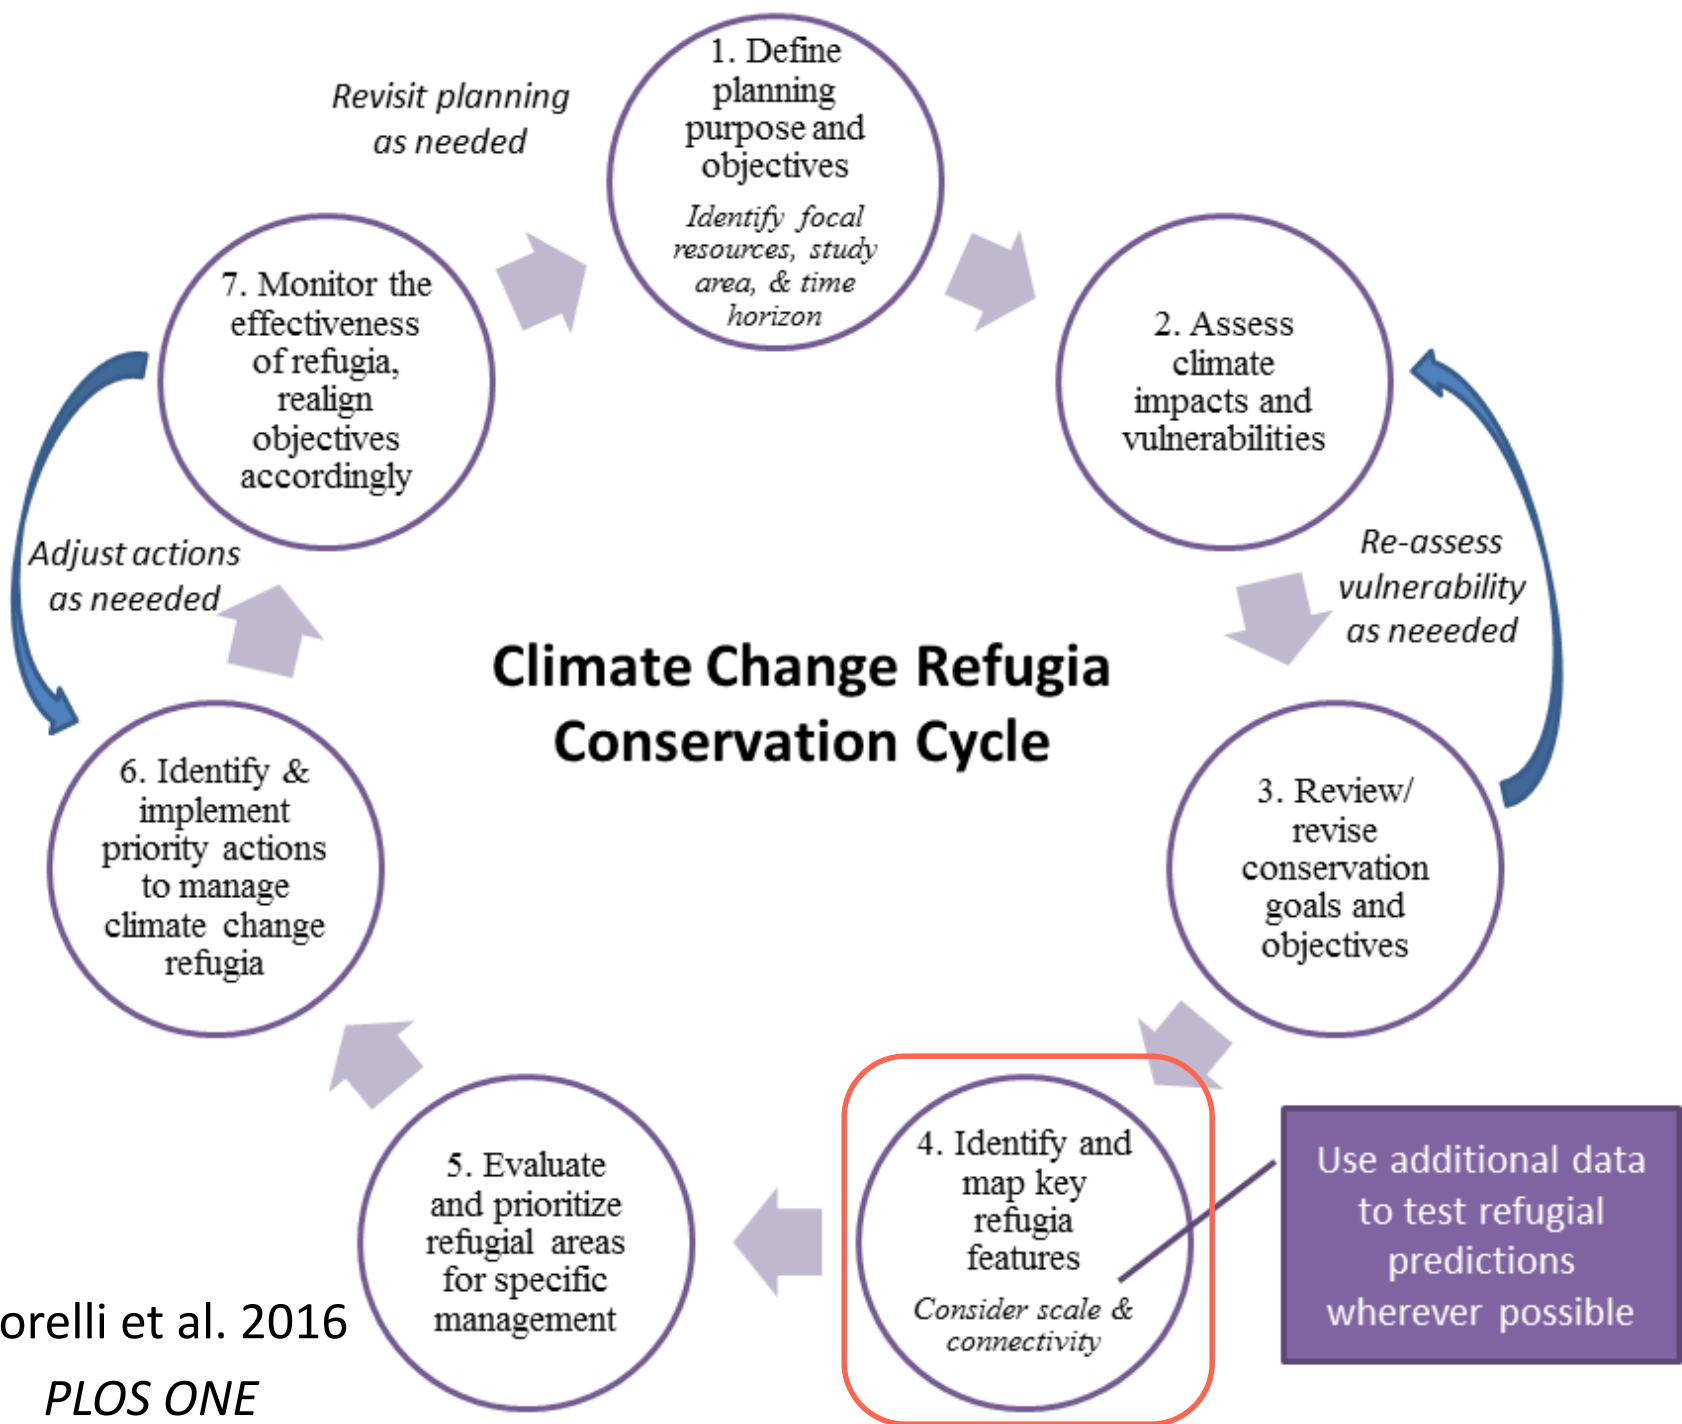 1. Define
planning
purpose and
objectives
Identify focal
resources, study
area, & time
horizon
Revisit planning
as needed
2. Assess
climate
impacts and
vulnerabilities
7. Monitor the
effectiveness
of refugia,
realign
objectives
accordingly
Re-assess
vulnerability
as neeeded
Adjust actions
as neeeded
Climate Change Refugia
Conservation Cycle
3. Review/
revise
conservation
goals and
objectives
6. Identify &
implement
priority actions
to manage
climate change
refugia
4. Identify and
map key
refugia
features
Consider scale &
connectivity
Use additional data
to test refugial
predictions
wherever possible
5. Evaluate
and prioritize
refugial areas
for specific
management
orelli et al. 2016
PLOS ONE